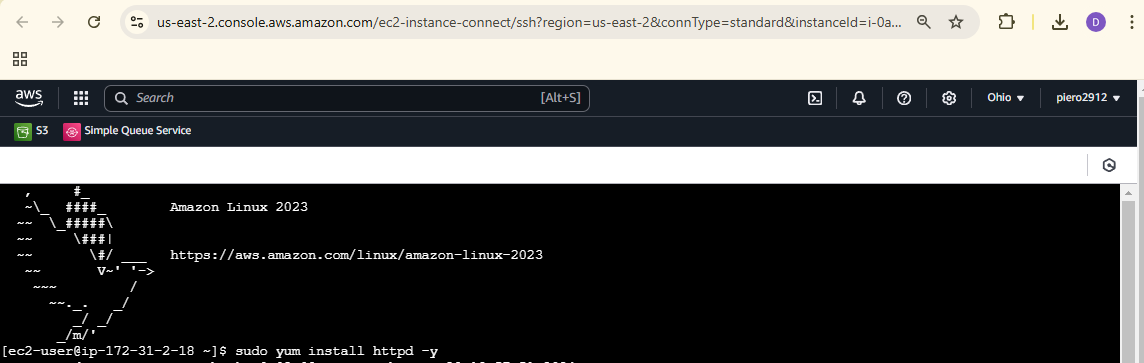 us-east-2.console.aws.amazon.com/ec2-instance-connect/ssh?region=us-east-2&connType=standard&instanceId=i-0a...
D
aws
Search [Alt+S]
Ohio
piero2912
S3
Simple Queue Service
,     #_
~\_  ####_        Amazon Linux 2023
~~  \_#####\
~~     \###|
~~       \#/ ___   https://aws.amazon.com/linux/amazon-linux-2023
~~       V~' '->
~~~         /
~~._.   _/
_/ _/
_/m/'
[ec2-user@ip-172-31-2-18 ~]$ sudo yum install httpd -y